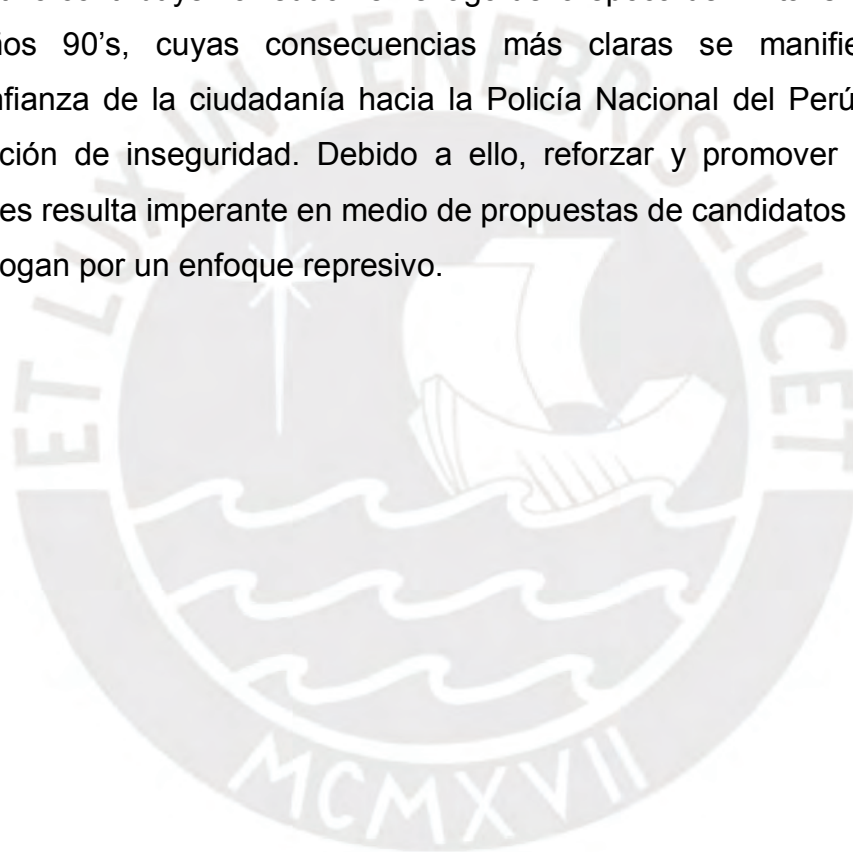 ños 90’s, cuyas consecuencias más claras se manifie
nfianza de la ciudadanía hacia la Policía Nacional del Perú
ción de inseguridad. Debido a ello, reforzar y promover
es resulta imperante en medio de propuestas de candidatos
ogan por un enfoque represivo.
ET LUX IN TENEBRIS LUCET
MCMXVII